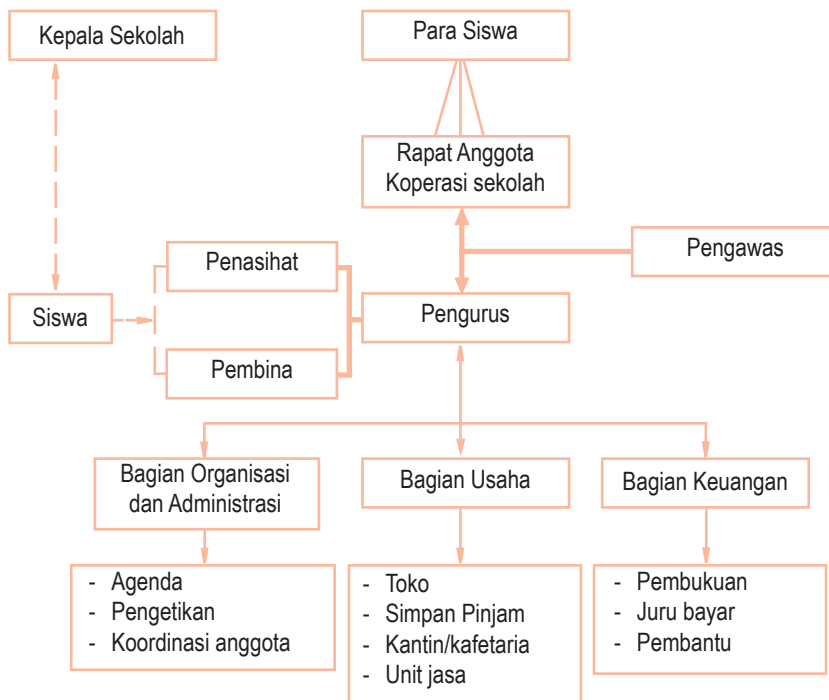 Kepala Sekolah
Para Siswa
Rapat Anggota
Koperasi sekolah
Pengawas
Penasihat
Siswa
Pengurus
Pembina
Bagian Organisasi
dan Administrasi
Bagian Usaha
Bagian Keuangan
- Agenda
- Pengetikan
- Koordinasi anggota
- Toko
- Simpan Pinjam
- Kantin/kafetaria
- Unit jasa
- Pembukuan
- Juru bayar
- Pembantu